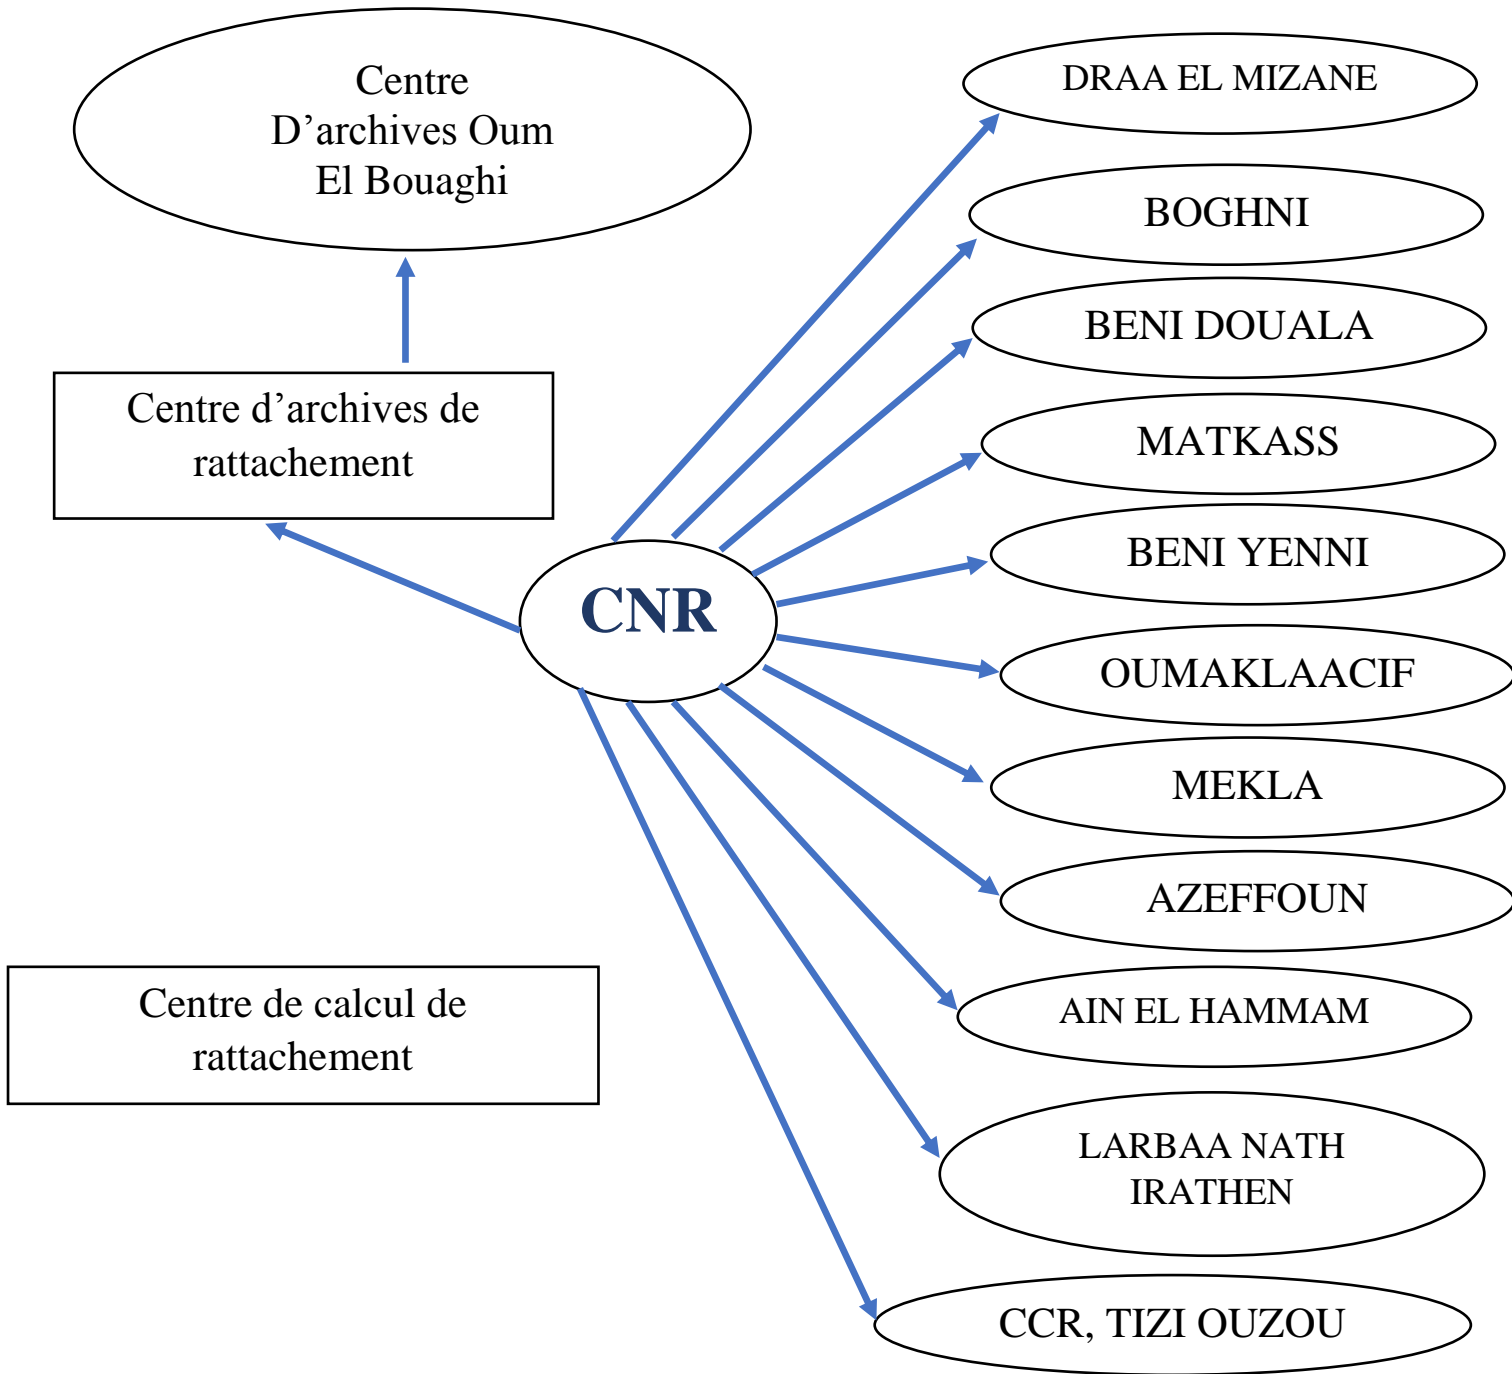 Centre
D’archives Oum
El Bouaghi
Centre d’archives de
rattachement
CNR
Centre de calcul de
rattachement
DRAA EL MIZANE
BOGHNI
BENI DOUALA
MATKASS
BENI YENNI
OUMAKLAACIF
MEKLA
AZEFFOUN
AIN EL HAMMAM
LARBAA NATH
IRATHEN
CCR, TIZI OUZOU